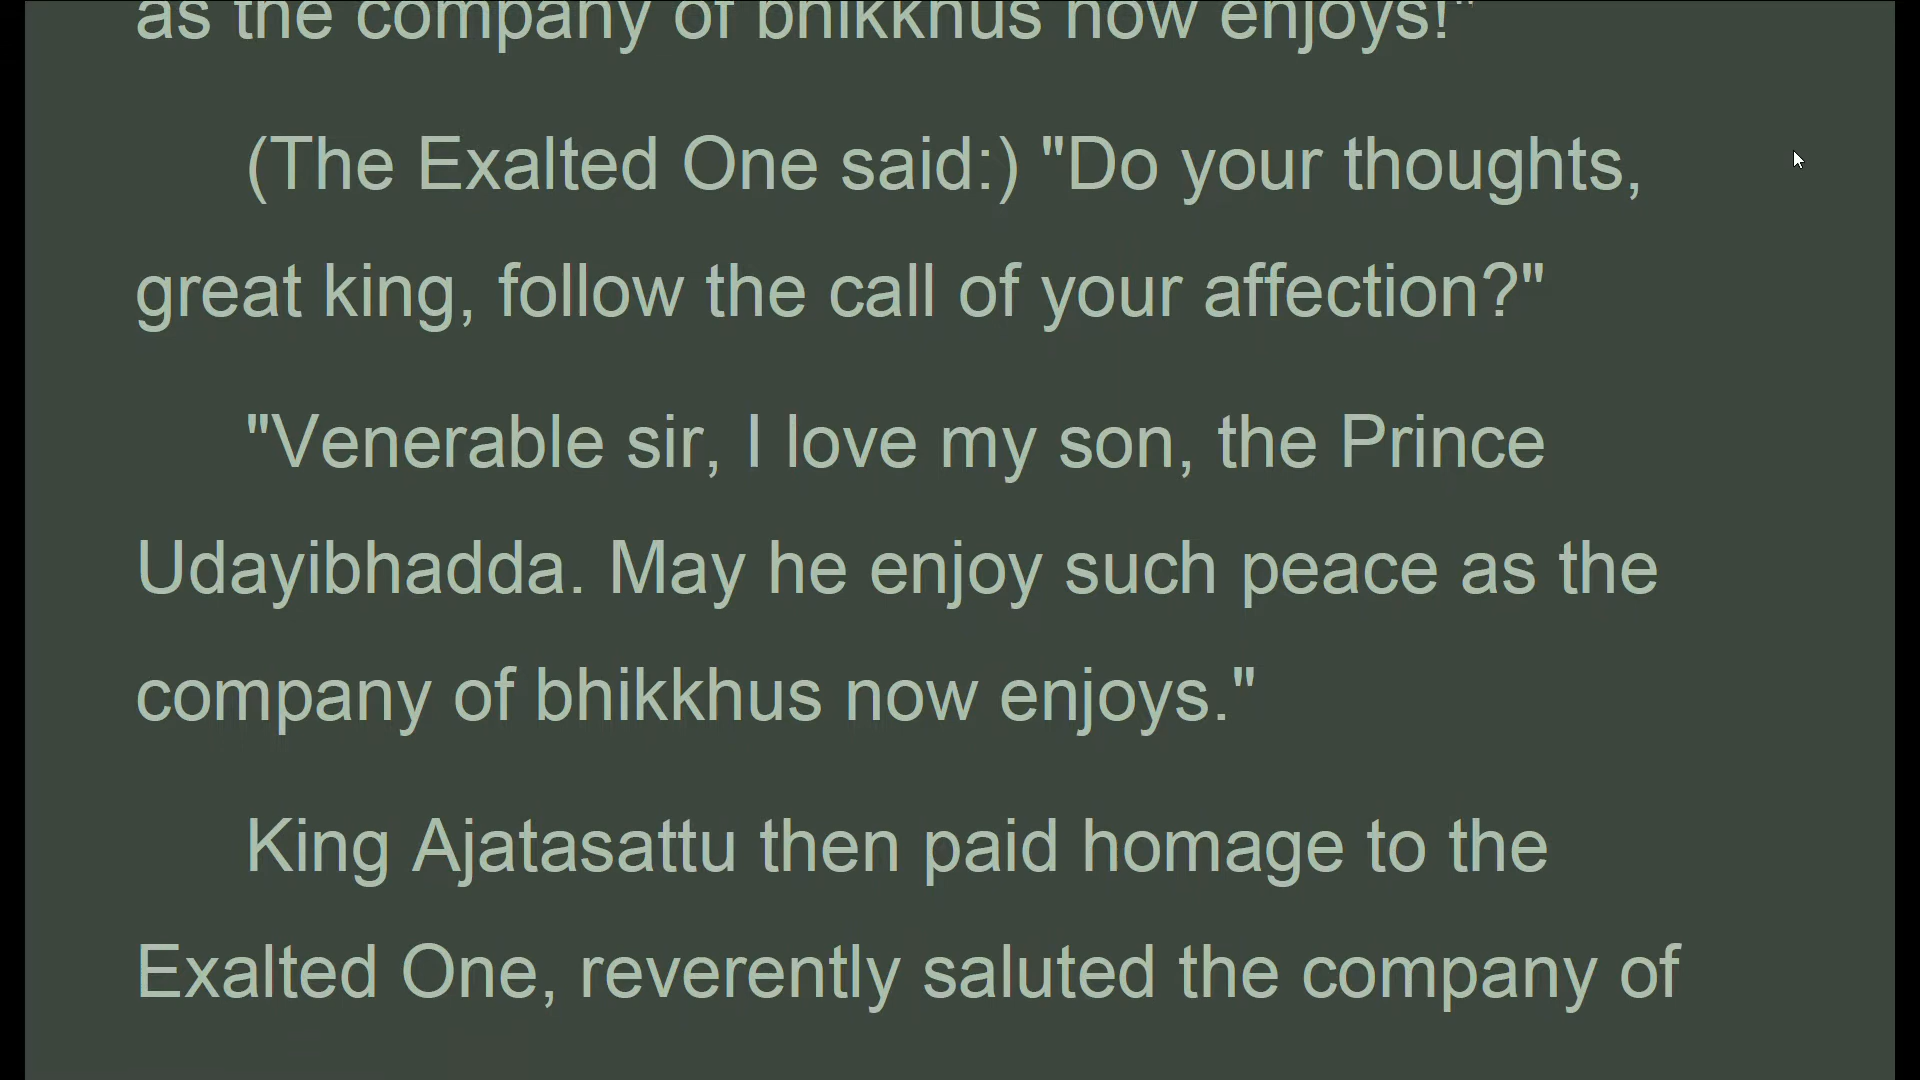 as the company of bhikkhus now enjoys!"
(The Exalted One said:) "Do your thoughts,
great king, follow the call of your affection?"
"Venerable sir, I love my son, the Prince
Udayibhadda. May he enjoy such peace as the
company of bhikkhus now enjoys."
King Ajatasattu then paid homage to the
Exalted One, reverently saluted the company of